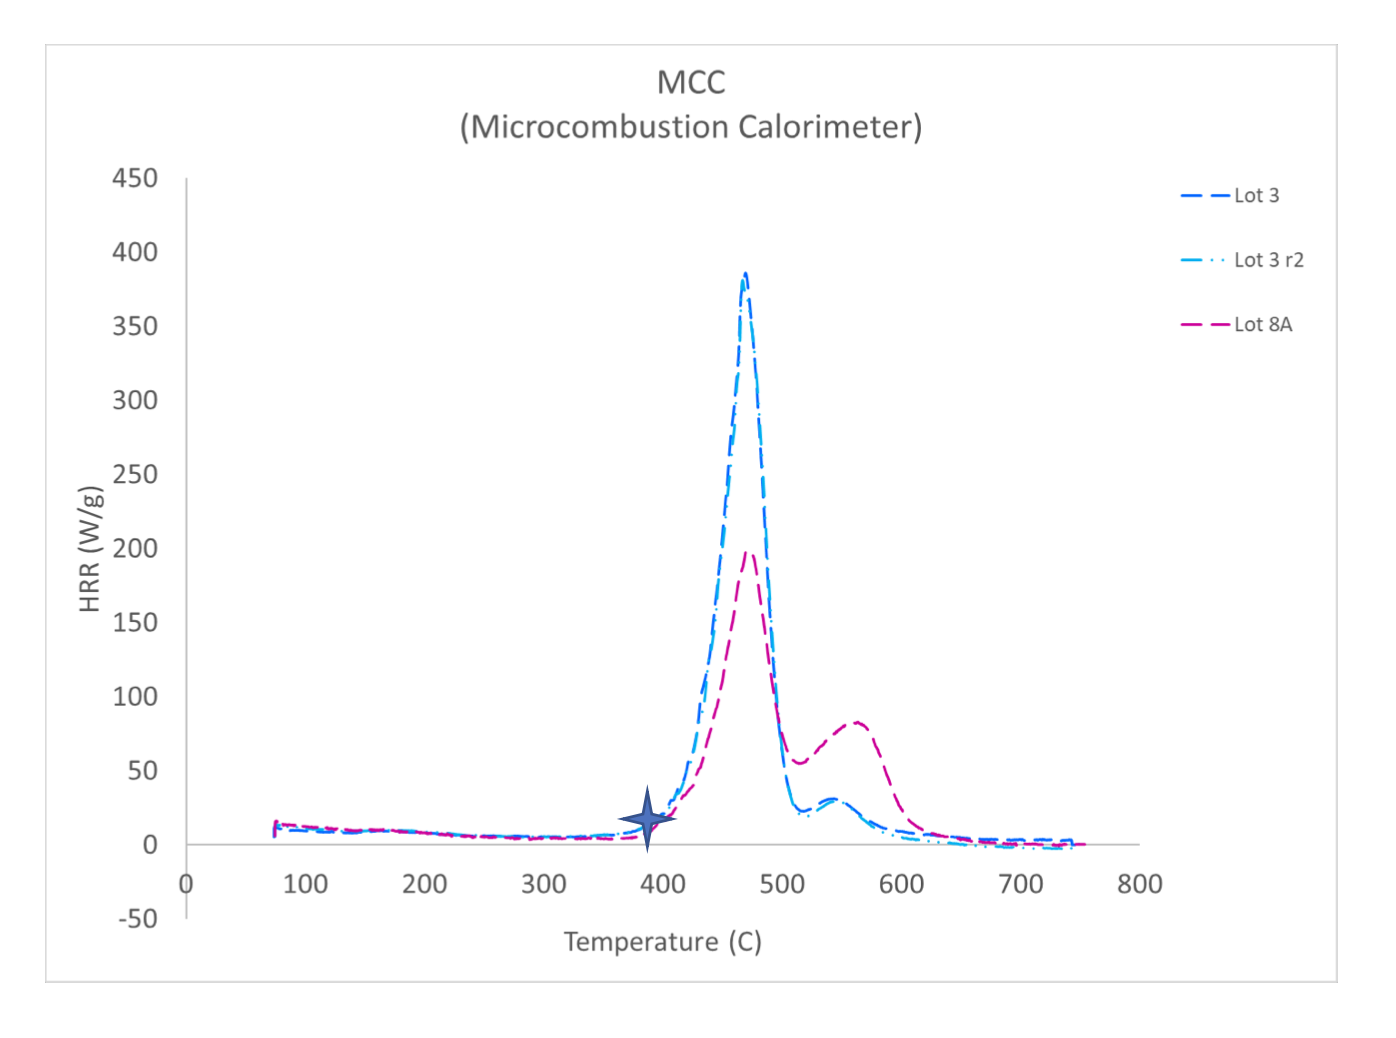 MCC
(Microcombustion Calorimeter)
450
400
350
300
250
200
150
100
50
0
-50
HRR (W/g)
0 100 200 300 400 500 600 700 800
Temperature (C)
Lot 3
Lot 3 r2
Lot 8A